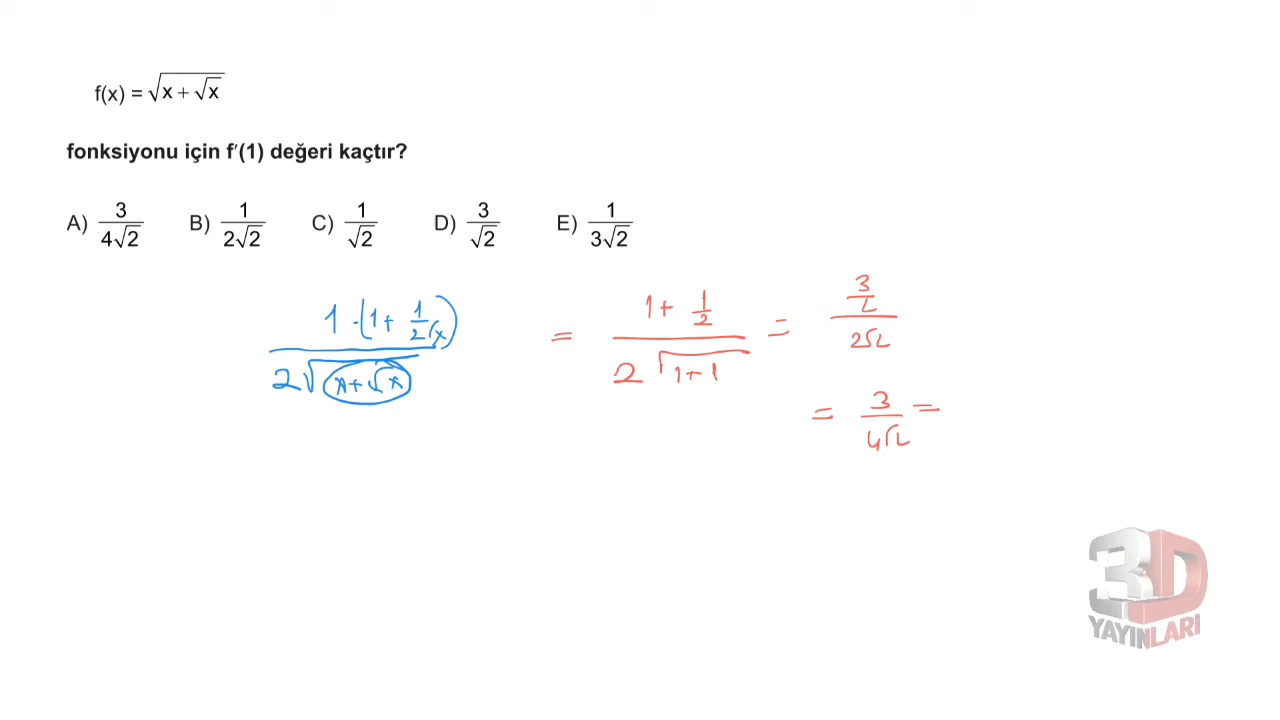 f(x) = √(x + √x)
fonksiyonu için f′(1) değeri kaçtır?
A) 3/(4√2) B) 1/(2√2) C) 1/√2 D) 3/√2 E) 1/(3√2)
(1·(1 + 1/(2√x)))/(2√(x+√x)) = (1 + 1/2)/(2√(1+1)) = (3/2)/(2√2)
= 3/(4√2) =
3D
YAYINLARI